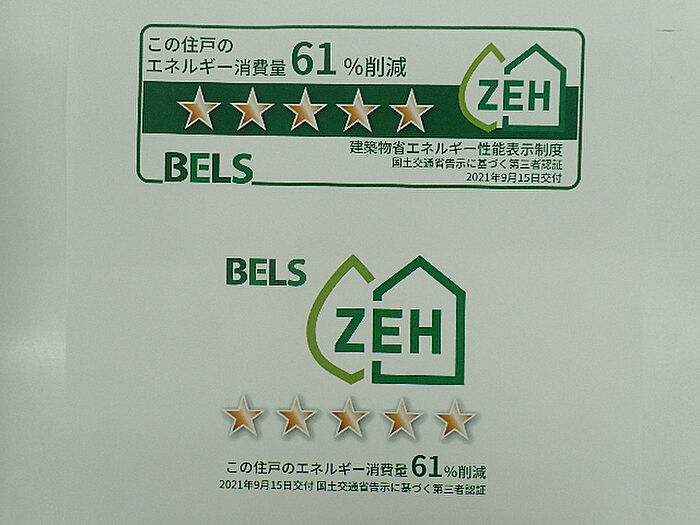 この住戸の
エネルギー消費量 61 %削減
ZEH
建築物省エネルギー性能表示制度
国土交通省告示に基づく第三者認証
2021年9月15日交付
BELS
BELS
ZEH
この住戸のエネルギー消費量 61 %削減
2021年9月15日交付 国土交通省告示に基づく第三者認証